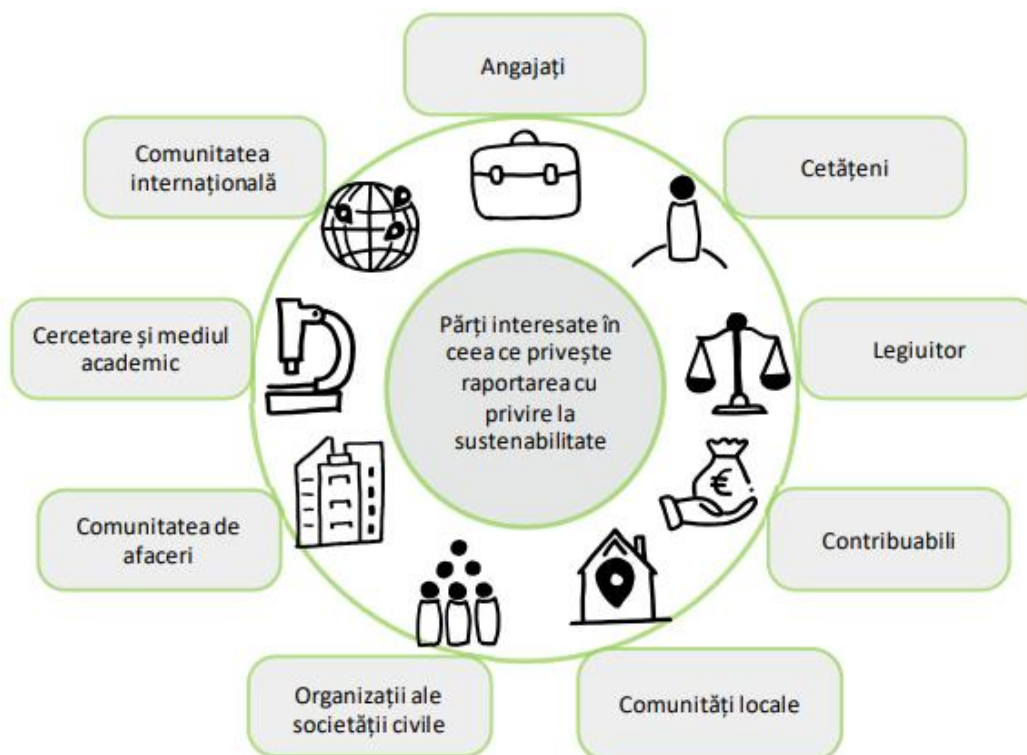 Angajați
Comunitatea
internațională
Cetățeni
Cercetare și mediul
academic
Părți interesate în
ceea ce privește
raportarea cu
privire la
sustenabilitate
Legiuitor
€
Comunitatea de
afaceri
Contribuabili
Organizații ale
societății civile
Comunități locale